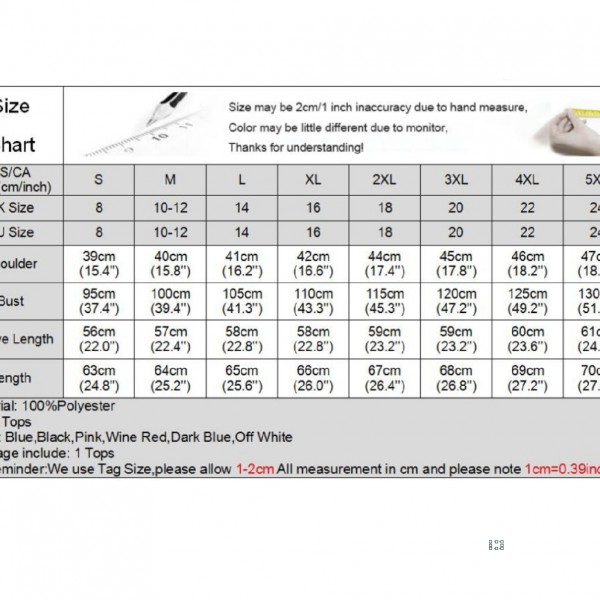 Size
hart
Size may be 2cm/1 inch inaccuracy due to hand measure,
Color may be little different due to monitor,
Thanks for understanding!
10 11
S/CA
cm/inch) S M L XL 2XL 3XL 4XL 5X
K Size 8 10-12 14 16 18 20 22 24
U Size 8 10-12 14 16 18 20 22 24
oulder 39cm 40cm 41cm 42cm 44cm 45cm 46cm 47c
(15.4") (15.8") (16.2") (16.6") (17.4") (17.8") (18.2") (18.
Bust 95cm 100cm 105cm 110cm 115cm 120cm 125cm 130
(37.4") (39.4") (41.3") (43.3") (45.3") (47.2") (49.2") (51.
ve Length 56cm 57cm 58cm 58cm 59cm 59cm 60cm 61c
(22.0") (22.4") (22.8") (22.8") (23.2") (23.2") (23.6") (24
ength 63cm 64cm 65cm 66cm 67cm 68cm 69cm 70c
(24.8") (25.2") (25.6") (26.0") (26.4") (26.8") (27.2") (27.
rial: 100%Polyester
Tops
: Blue,Black,Pink,Wine Red,Dark Blue,Off White
age include: 1 Tops
eminder:We use Tag Size,please allow 1-2cm All measurement in cm and please note 1cm=0.39inc